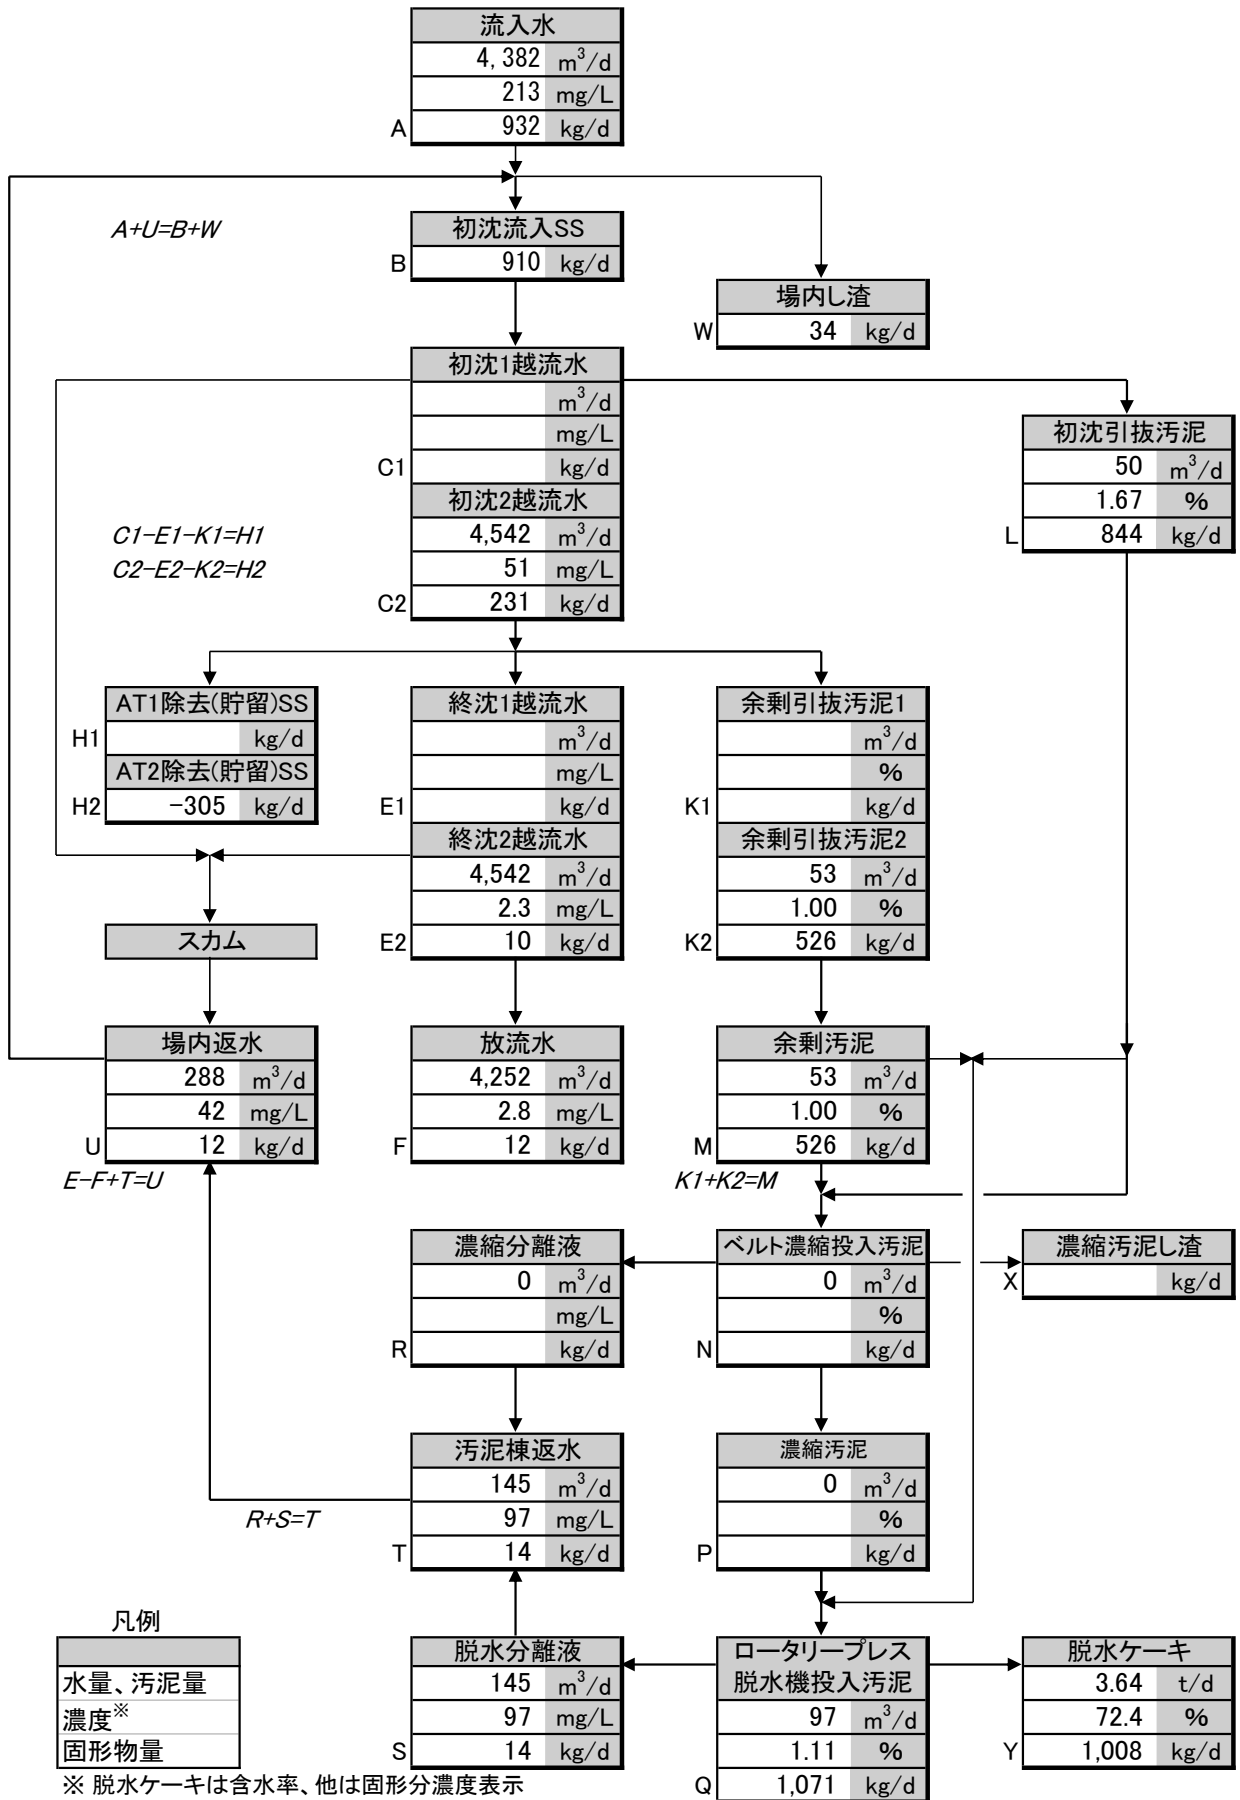 流入水
4,382 m³/d
213 mg/L
A 932 kg/d
A+U=B+W
初沈流入SS
B 910 kg/d
場内し渣
W 34 kg/d
初沈1越流水
m³/d
mg/L
C1 kg/d
初沈2越流水
4,542 m³/d
51 mg/L
C2 231 kg/d
初沈引抜汚泥
50 m³/d
1.67 %
L 844 kg/d
C1-E1-K1=H1
C2-E2-K2=H2
AT1除去(貯留)SS
H1 kg/d
AT2除去(貯留)SS
H2 -305 kg/d
終沈1越流水
m³/d
mg/L
E1 kg/d
終沈2越流水
4,542 m³/d
2.3 mg/L
E2 10 kg/d
余剰引抜汚泥1
m³/d
%
K1 kg/d
余剰引抜汚泥2
53 m³/d
1.00 %
K2 526 kg/d
スカム
場内返水
288 m³/d
42 mg/L
U 12 kg/d
E-F+T=U
放流水
4,252 m³/d
2.8 mg/L
F 12 kg/d
余剰汚泥
53 m³/d
1.00 %
M 526 kg/d
K1+K2=M
濃縮分離液
0 m³/d
mg/L
R kg/d
ベルト濃縮投入汚泥
0 m³/d
%
N kg/d
濃縮汚泥し渣
X kg/d
汚泥棟返水
145 m³/d
97 mg/L
T 14 kg/d
R+S=T
濃縮汚泥
0 m³/d
%
P kg/d
凡例
水量、汚泥量
濃度※
固形物量
※ 脱水ケーキは含水率、他は固形分濃度表示
脱水分離液
145 m³/d
97 mg/L
S 14 kg/d
ロータリープレス
脱水機投入汚泥
97 m³/d
1.11 %
Q 1,071 kg/d
脱水ケーキ
3.64 t/d
72.4 %
Y 1,008 kg/d